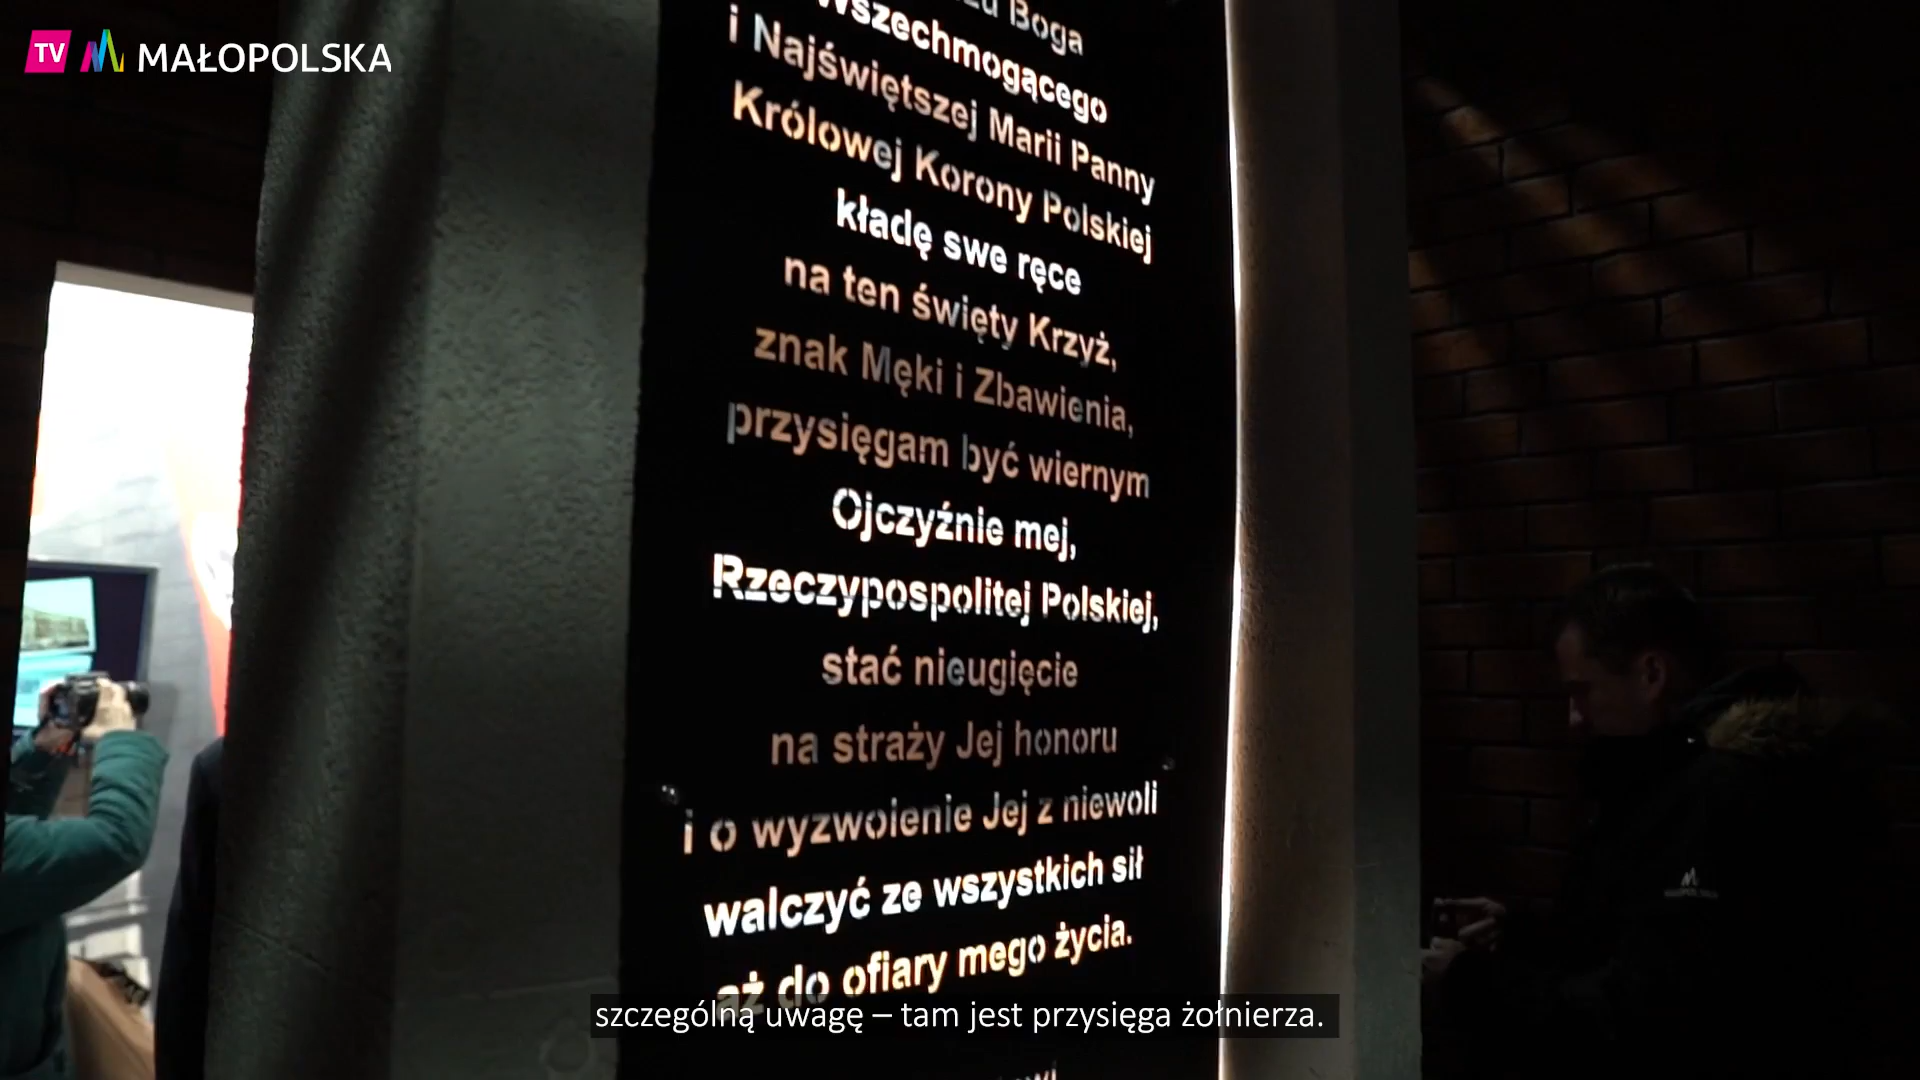 TV MAŁOPOLSKA
Boga
Wszechmogącego
i Najświętszej Marii Panny
Królowej Korony Polskiej
kładę swe ręce
na ten święty Krzyż,
znak Męki i Zbawienia,
przysięgam być wiernym
Ojczyźnie mej,
Rzeczypospolitej Polskiej,
stać nieugięcie
na straży Jej honoru
i o wyzwolenie Jej z niewoli
walczyć ze wszystkich sił
aż do ofiary mego życia.
szczególną uwagę – tam jest przysięga żołnierza.